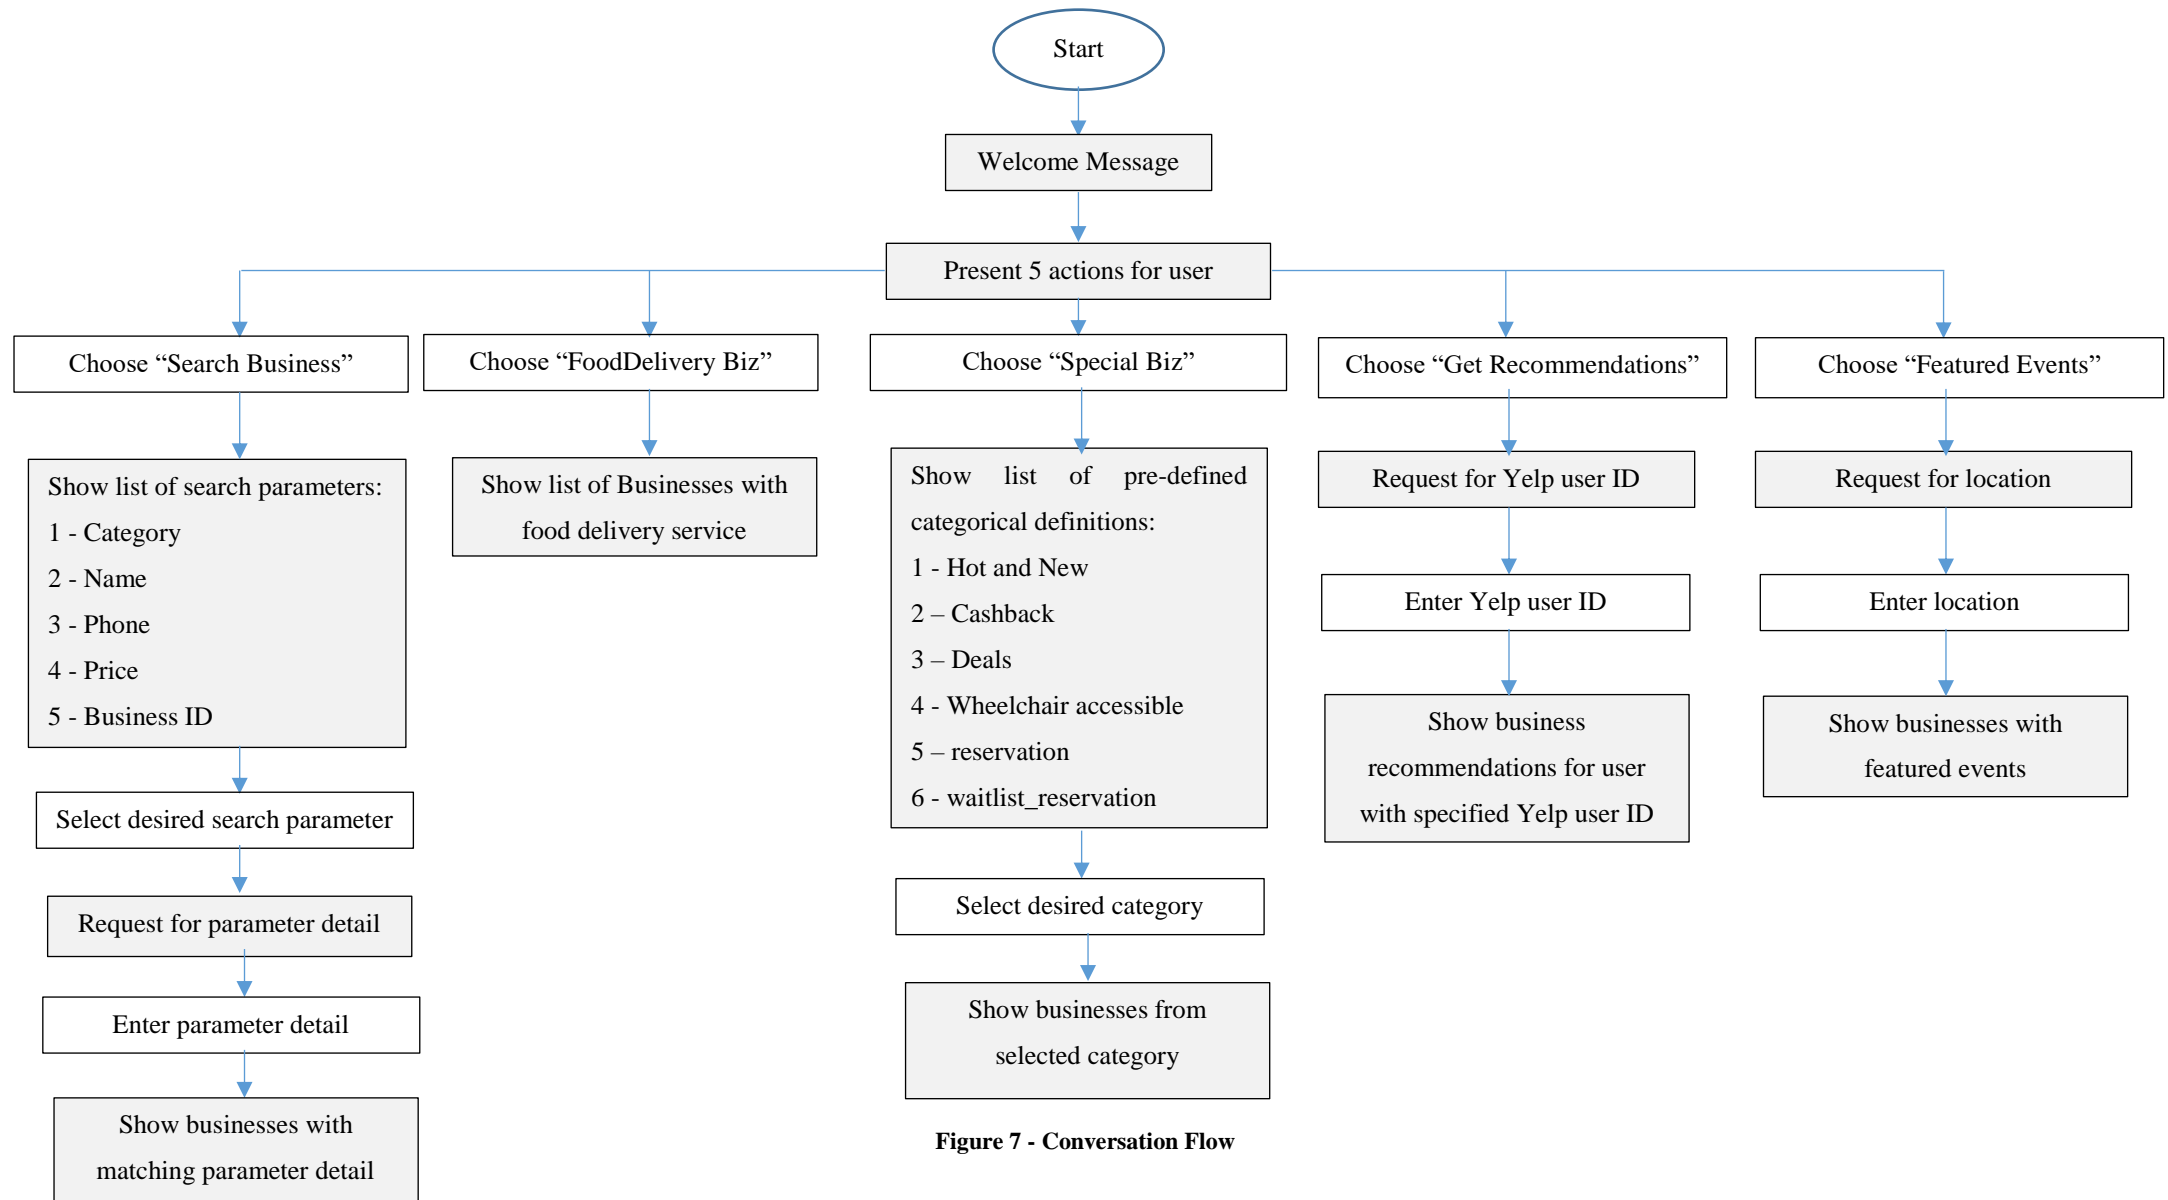 Start
Welcome Message
Present 5 actions for user
Choose “Search Business”
Choose “FoodDelivery Biz”
Choose “Special Biz”
Choose “Get Recommendations”
Choose “Featured Events”
Show list of search parameters:
1 - Category
2 - Name
3 - Phone
4 - Price
5 - Business ID
Select desired search parameter
Request for parameter detail
Enter parameter detail
Show businesses with
matching parameter detail
Show list of Businesses with
food delivery service
Show list of pre-defined
categorical definitions:
1 - Hot and New
2 – Cashback
3 – Deals
4 - Wheelchair accessible
5 – reservation
6 - waitlist_reservation
Select desired category
Show businesses from
selected category
Request for Yelp user ID
Enter Yelp user ID
Show business
recommendations for user
with specified Yelp user ID
Request for location
Enter location
Show businesses with
featured events
Figure 7 - Conversation Flow